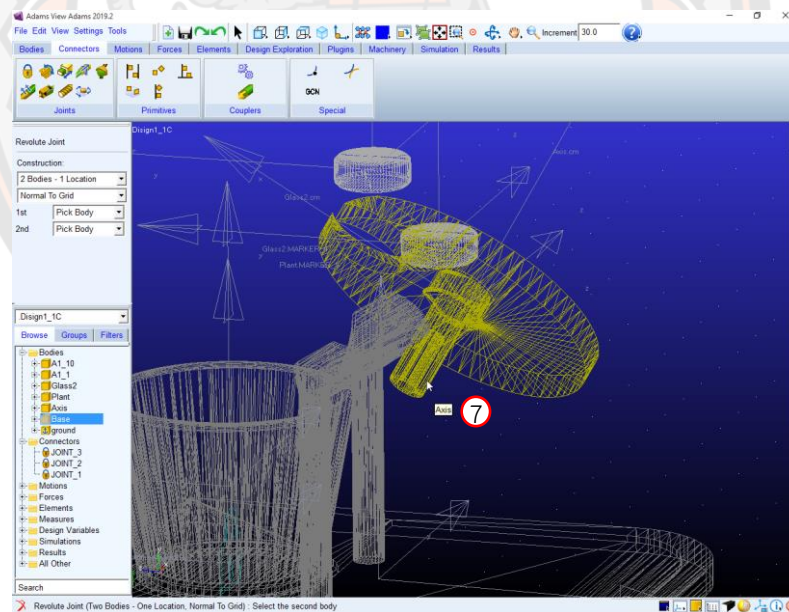 Adams View Adams 2019.2
File Edit View Settings Tools
Increment 30.0
Bodies Connectors Motions Forces Elements Design Exploration Plugins Machinery Simulation Results
GCN
Joints Primitives Couplers Special
Revolute Joint
Construction:
2 Bodies - 1 Location
Normal To Grid
1st Pick Body
2nd Pick Body
Disign1_1C
Axis.cm
Glass2.cm
Glass2.MARKER
Plant.MARKER
Axis
7
Disign1_1C
Browse Groups Filters
Bodies
A1_10
A1_1
Glass2
Plant
Axis
Base
ground
Connectors
JOINT_3
JOINT_2
JOINT_1
Motions
Forces
Elements
Measures
Design Variables
Simulations
Results
All Other
Search
Revolute Joint (Two Bodies - One Location, Normal To Grid) : Select the second body